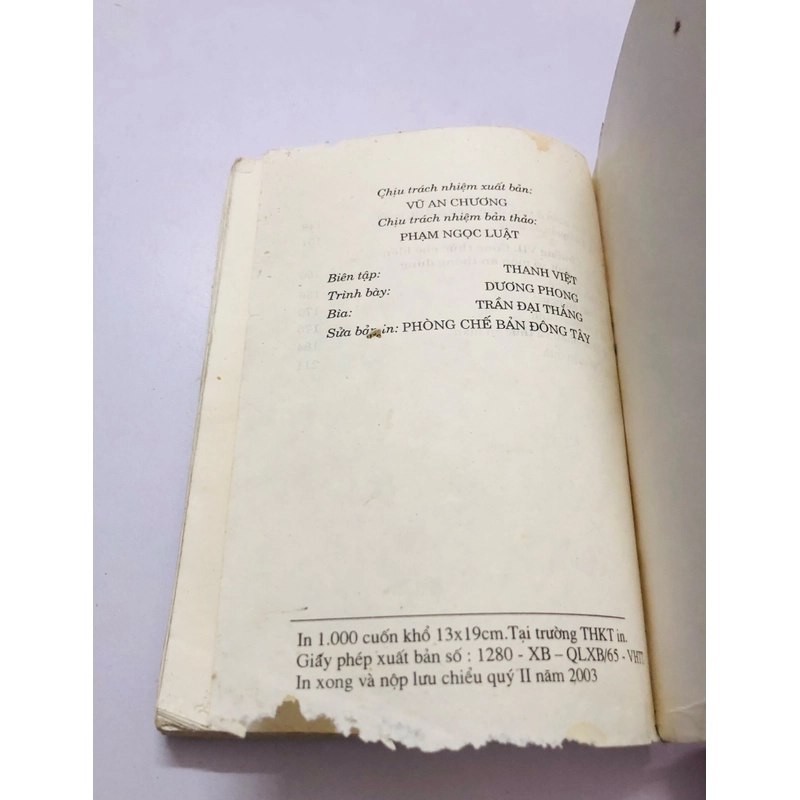 Chịu trách nhiệm xuất bản:
VŨ AN CHƯƠNG
Chịu trách nhiệm bản thảo:
PHẠM NGỌC LUẬT
Biên tập: THANH VIỆT
Trình bày: DƯƠNG PHONG
Bìa: TRẦN ĐẠI THẮNG
Sửa bản in: PHÒNG CHẾ BẢN ĐÔNG TÂY
In 1.000 cuốn khổ 13x19cm.Tại trường THKT in.
Giấy phép xuất bản số : 1280 - XB – QLXB/65 - VHTT
In xong và nộp lưu chiểu quý II năm 2003